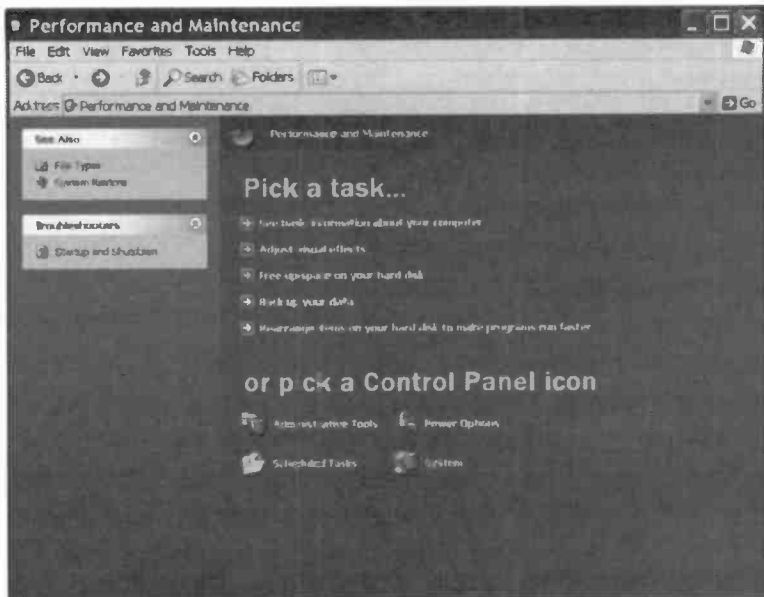 Performance and Maintenance
File Edit View Favorites Tools Help
Back Search Folders
Address Performance and Maintenance Go
See Also
File Types
System Restore
Troubleshooters
Startup and Shutdown
Performance and Maintenance
Pick a task...
See basic information about your computer
Adjust visual effects
Free up space on your hard disk
Back up your data
Rearrange items on your hard disk to make programs run faster
or pick a Control Panel icon
Administrative Tools Power Options
Scheduled Tasks System